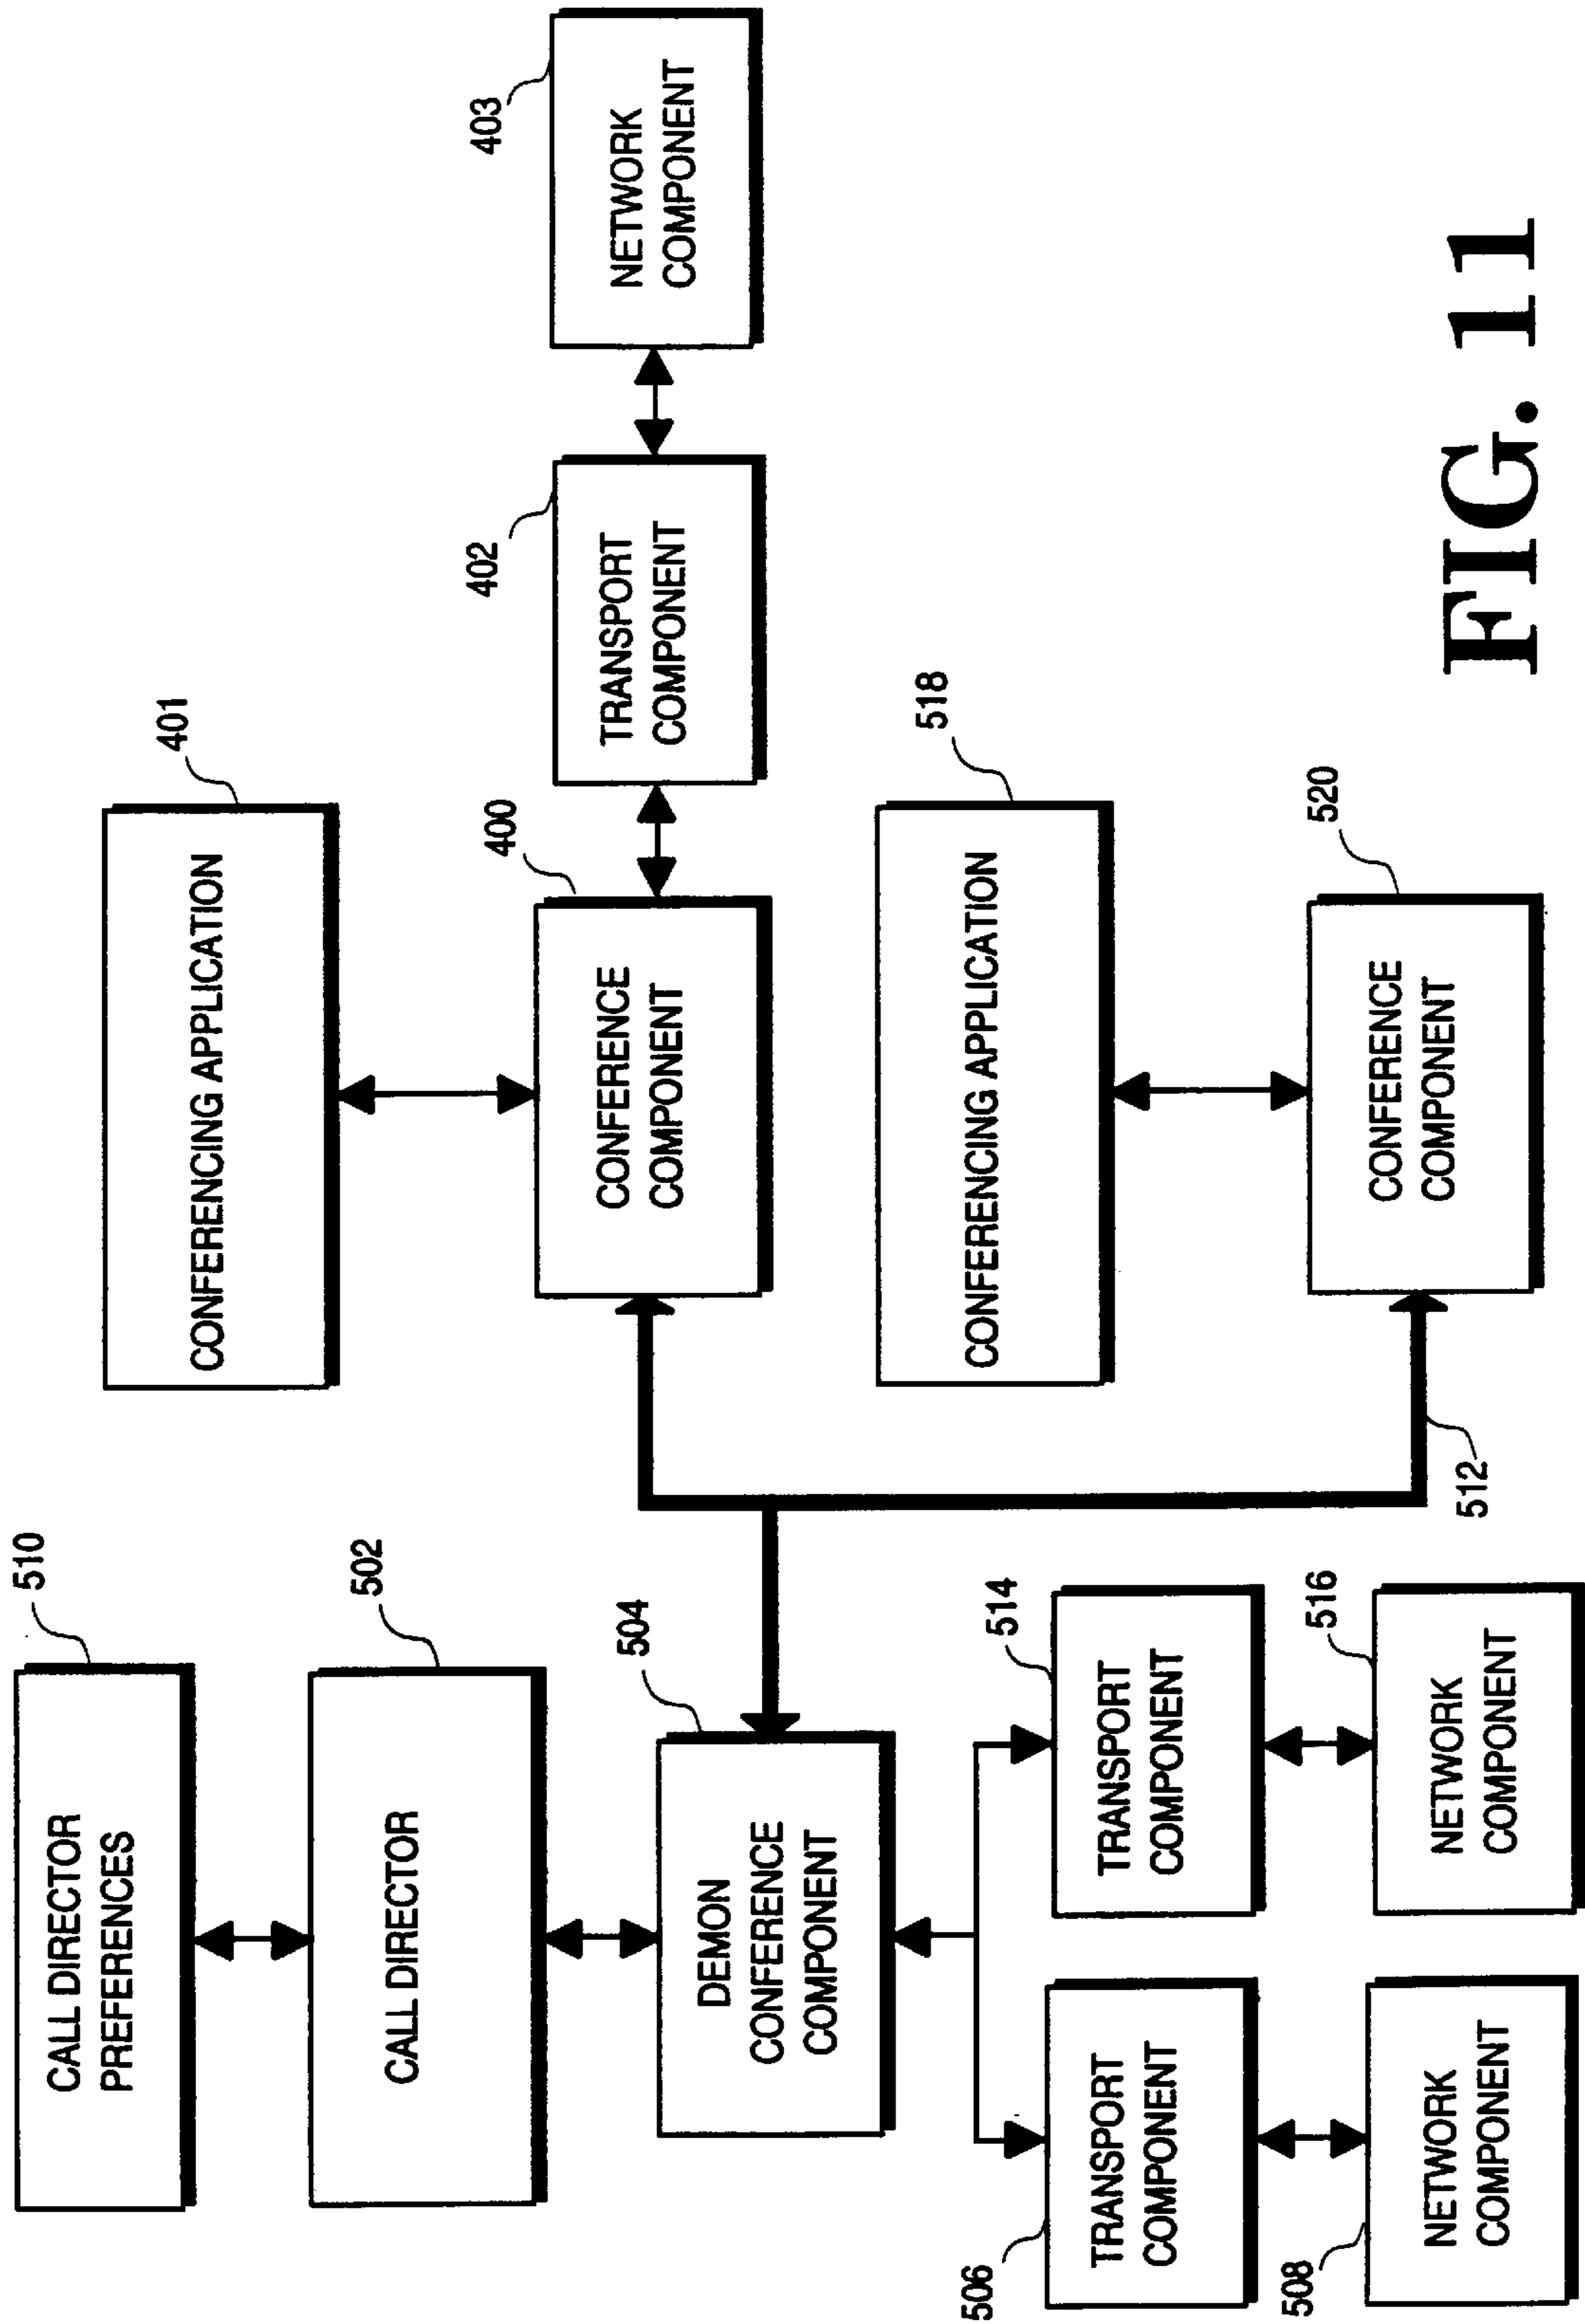 510
CALL DIRECTOR
PREFERENCES
502
CALL DIRECTOR
504
DEMON
CONFERENCE
COMPONENT
506
TRANSPORT
COMPONENT
508
NETWORK
COMPONENT
514
TRANSPORT
COMPONENT
516
NETWORK
COMPONENT
512
401
CONFERENCING APPLICATION
400
CONFERENCE
COMPONENT
402
TRANSPORT
COMPONENT
403
NETWORK
COMPONENT
518
CONFERENCING APPLICATION
520
CONFERENCE
COMPONENT
FIG. 11